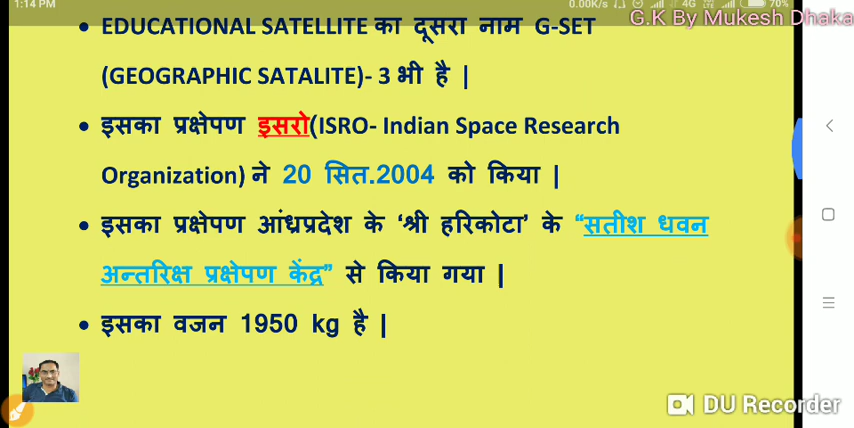 1:14 PM 0.00K/s 4G 70%
G.K By Mukesh Dhaka
EDUCATIONAL SATELLITE का दूसरा नाम G-SET
(GEOGRAPHIC SATALITE)- 3 भी है |
इसका प्रक्षेपण इसरो(ISRO- Indian Space Research
Organization) ने 20 सित.2004 को किया |
इसका प्रक्षेपण आंध्रप्रदेश के ‘श्री हरिकोटा’ के “सतीश धवन
अन्तरिक्ष प्रक्षेपण केंद्र” से किया गया |
इसका वजन 1950 kg है |
DU Recorder